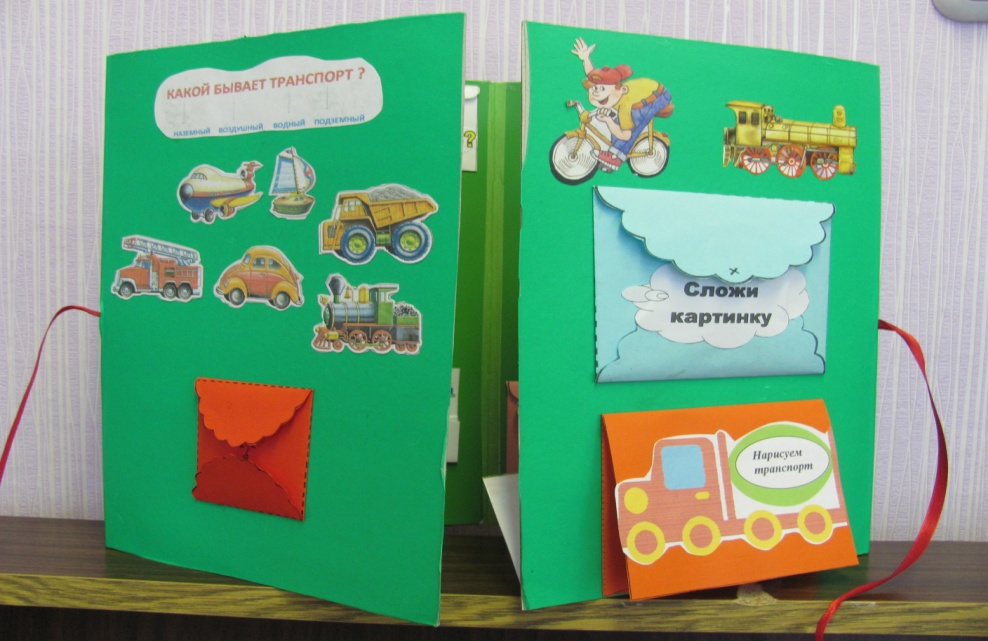 КАКОЙ БЫВАЕТ ТРАНСПОРТ ?
НАЗЕМНЫЙ ВОЗДУШНЫЙ ВОДНЫЙ ПОДЗЕМНЫЙ
?
Сложи
картинку
Нарисуем
транспорт